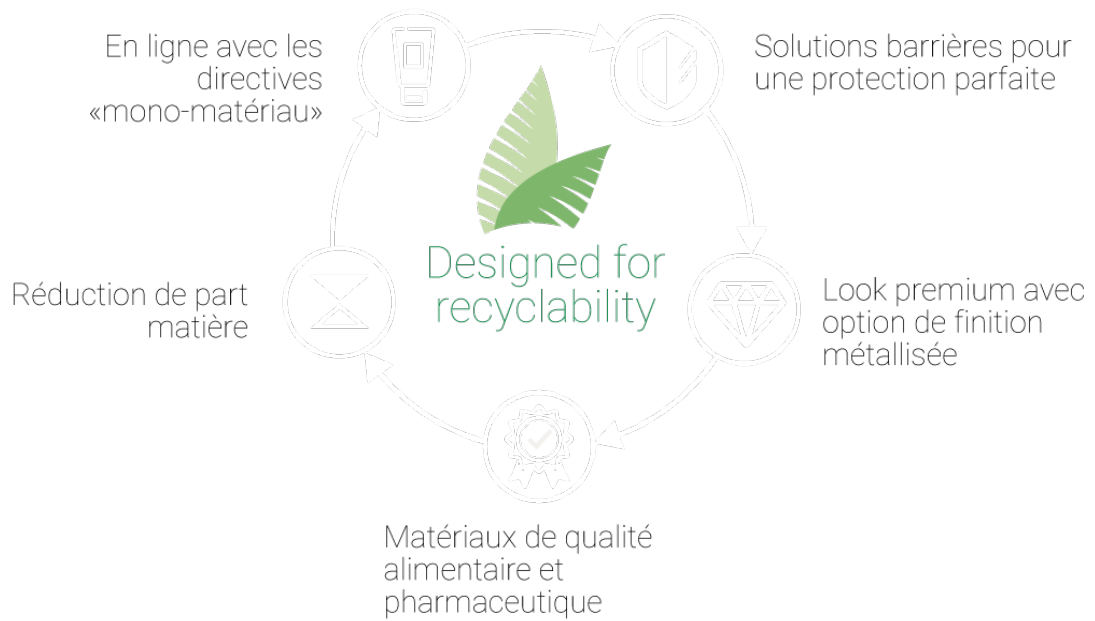 En ligne avec les
directives
«mono-matériau»
Solutions barrières pour
une protection parfaite
Designed for
recyclability
Réduction de part
matière
Look premium avec
option de finition
métallisée
Matériaux de qualité
alimentaire et
pharmaceutique